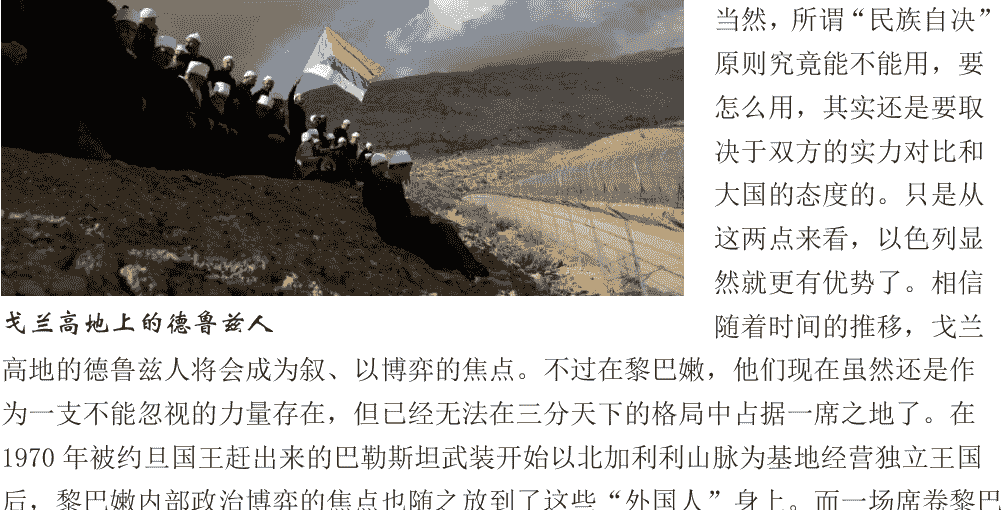 当然，所谓“民族自决”
原则究竟能不能用，要
怎么用，其实还是要取
决于双方的实力对比和
大国的态度的。只是从
这两点来看，以色列显
然就更有优势了。相信
随着时间的推移，戈兰
戈兰高地上的德鲁兹人
高地的德鲁兹人将会成为叙、以博弈的焦点。不过在黎巴嫩，他们现在虽然还是作
为一支不能忽视的力量存在，但已经无法在三分天下的格局中占据一席之地了。在
1970 年被约旦国王赶出来的巴勒斯坦武装开始以北加利利山脉为基地经营独立王国
后，黎巴嫩内部政治博弈的焦点也随之放到了这些“外国人”身上。而一场席卷黎巴